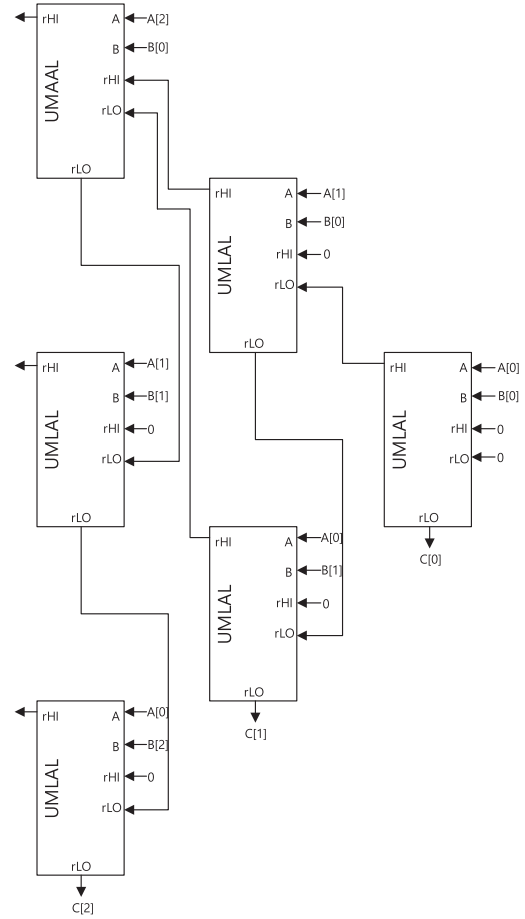 rHI A A[2]
B B[0]
UMAAL
rHI
rLO
rLO
rHI A A[1]
B B[0]
UMLAL
rHI 0
rLO
rLO
rHI A A[1]
B B[1]
UMLAL
rHI 0
rLO
rLO
rHI A A[0]
B B[0]
UMLAL
rHI 0
rLO 0
rLO
C[0]
rHI A A[0]
B B[1]
UMLAL
rHI 0
rLO
rLO
C[1]
rHI A A[0]
B B[2]
UMLAL
rHI 0
rLO
rLO
C[2]